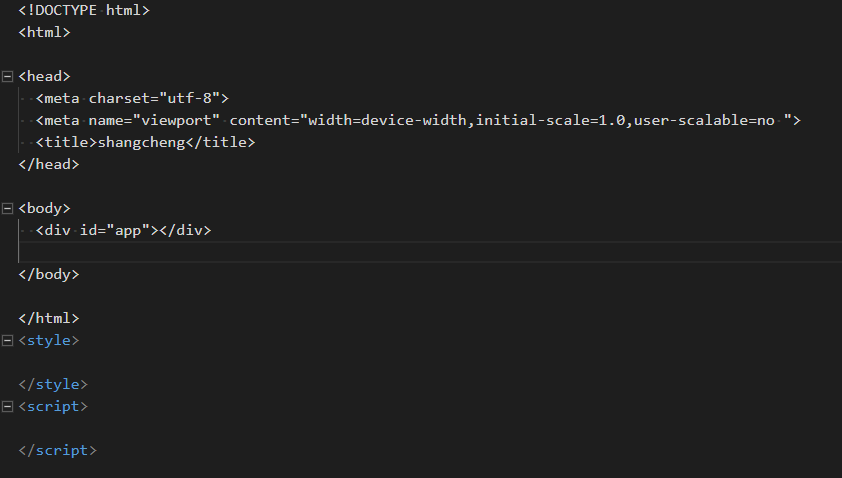 <!DOCTYPE html>
<html>
<head>
<meta charset="utf-8">
<meta name="viewport" content="width=device-width,initial-scale=1.0,user-scalable=no ">
<title>shangcheng</title>
</head>
<body>
<div id="app"></div>
</body>
</html>
<style>
</style>
<script>
</script>